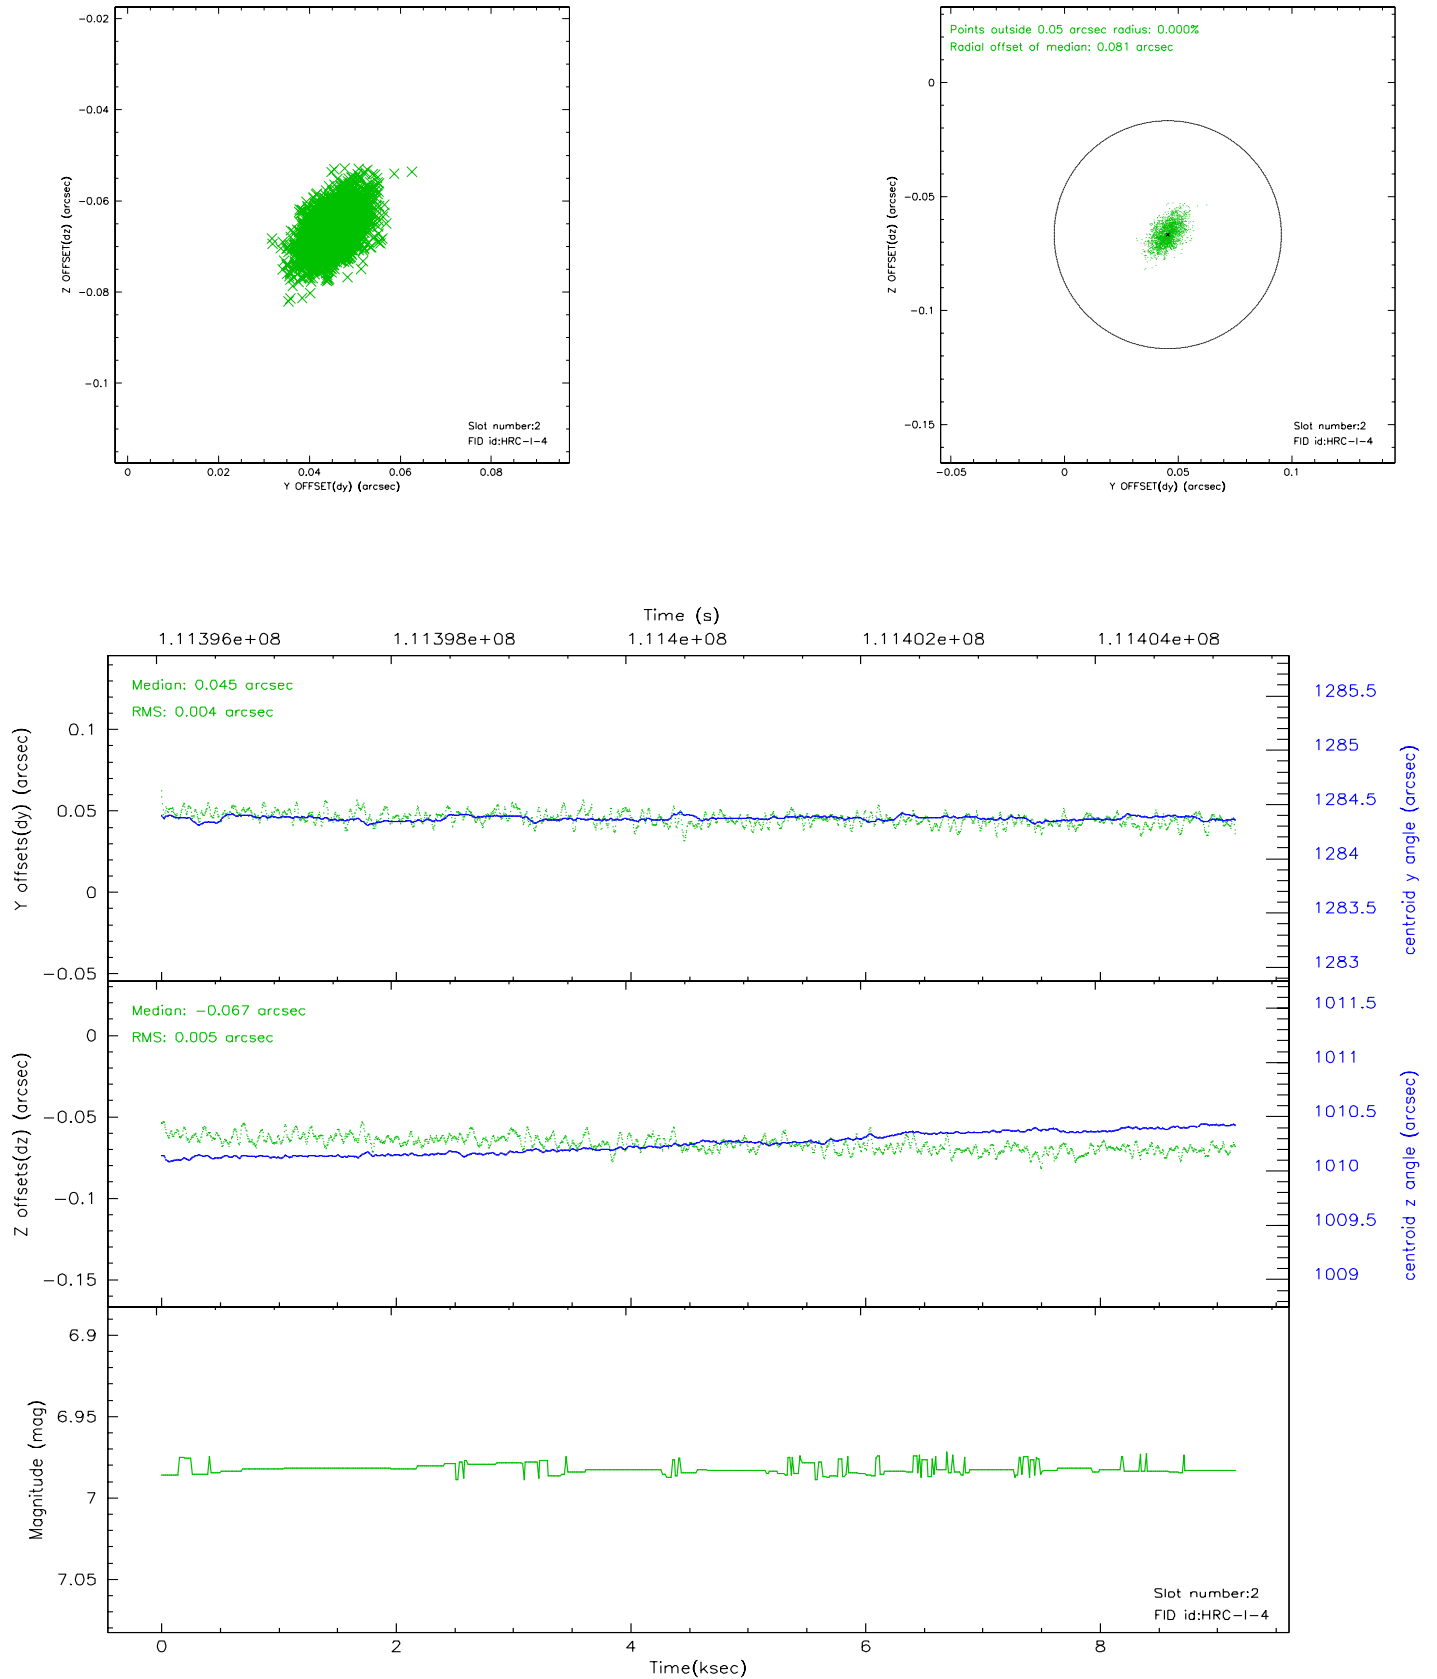 -0.02
-0.04
-0.06
-0.08
-0.1
Z OFFSET(dz) (arcsec)
Slot number:2
FID id:HRC-I-4
0 0.02 0.04 0.06 0.08
Y OFFSET(dy) (arcsec)
Points outside 0.05 arcsec radius: 0.000%
Radial offset of median: 0.081 arcsec
0
-0.05
-0.1
-0.15
Z OFFSET(dz) (arcsec)
Slot number:2
FID id:HRC-I-4
-0.05 0 0.05 0.1
Y OFFSET(dy) (arcsec)
Time (s)
1.11396e+08 1.11398e+08 1.114e+08 1.11402e+08 1.11404e+08
Median: 0.045 arcsec
RMS: 0.004 arcsec
0.1
0.05
0
-0.05
Y offsets(dy) (arcsec)
1285.5
1285
1284.5
1284
1283.5
1283
centroid y angle (arcsec)
Median: -0.067 arcsec
RMS: 0.005 arcsec
0
-0.05
-0.1
-0.15
Z offsets(dz) (arcsec)
1011.5
1011
1010.5
1010
1009.5
1009
centroid z angle (arcsec)
6.9
6.95
7
7.05
Magnitude (mag)
Slot number:2
FID id:HRC-I-4
0 2 4 6 8
Time(ksec)